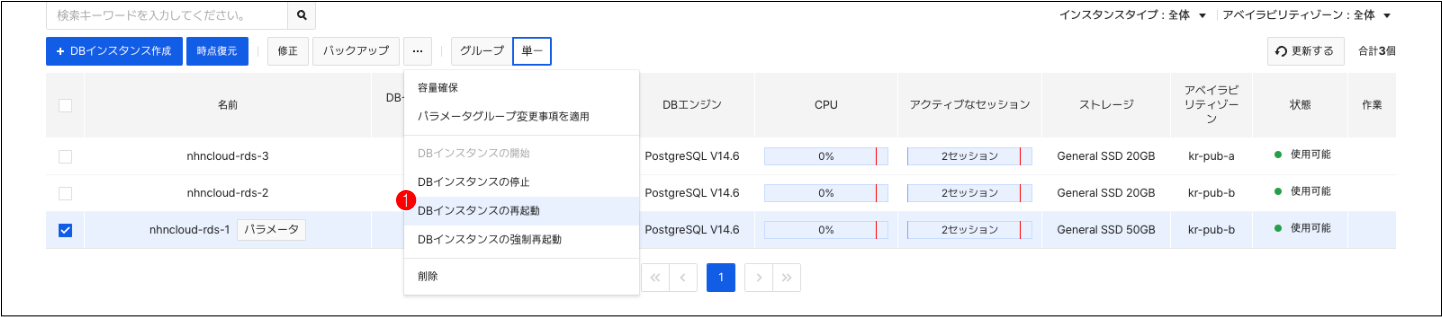 検索キーワードを入力してください。
インスタンスタイプ : 全体 ▼ アベイラビリティゾーン : 全体 ▼
+ DBインスタンス作成 時点復元 修正 バックアップ ... グループ 単一 更新する 合計3個
容量確保
パラメータグループ変更事項を適用
DBインスタンスの開始
DBインスタンスの停止
1 DBインスタンスの再起動
DBインスタンスの強制再起動
削除
名前 DB DBエンジン CPU アクティブなセッション ストレージ アベイラビリティゾーン 状態 作業
nhncloud-rds-3 PostgreSQL V14.6 0% 2セッション General SSD 20GB kr-pub-a 使用可能
nhncloud-rds-2 PostgreSQL V14.6 0% 2セッション General SSD 20GB kr-pub-b 使用可能
nhncloud-rds-1 パラメータ PostgreSQL V14.6 0% 2セッション General SSD 50GB kr-pub-b 使用可能
1